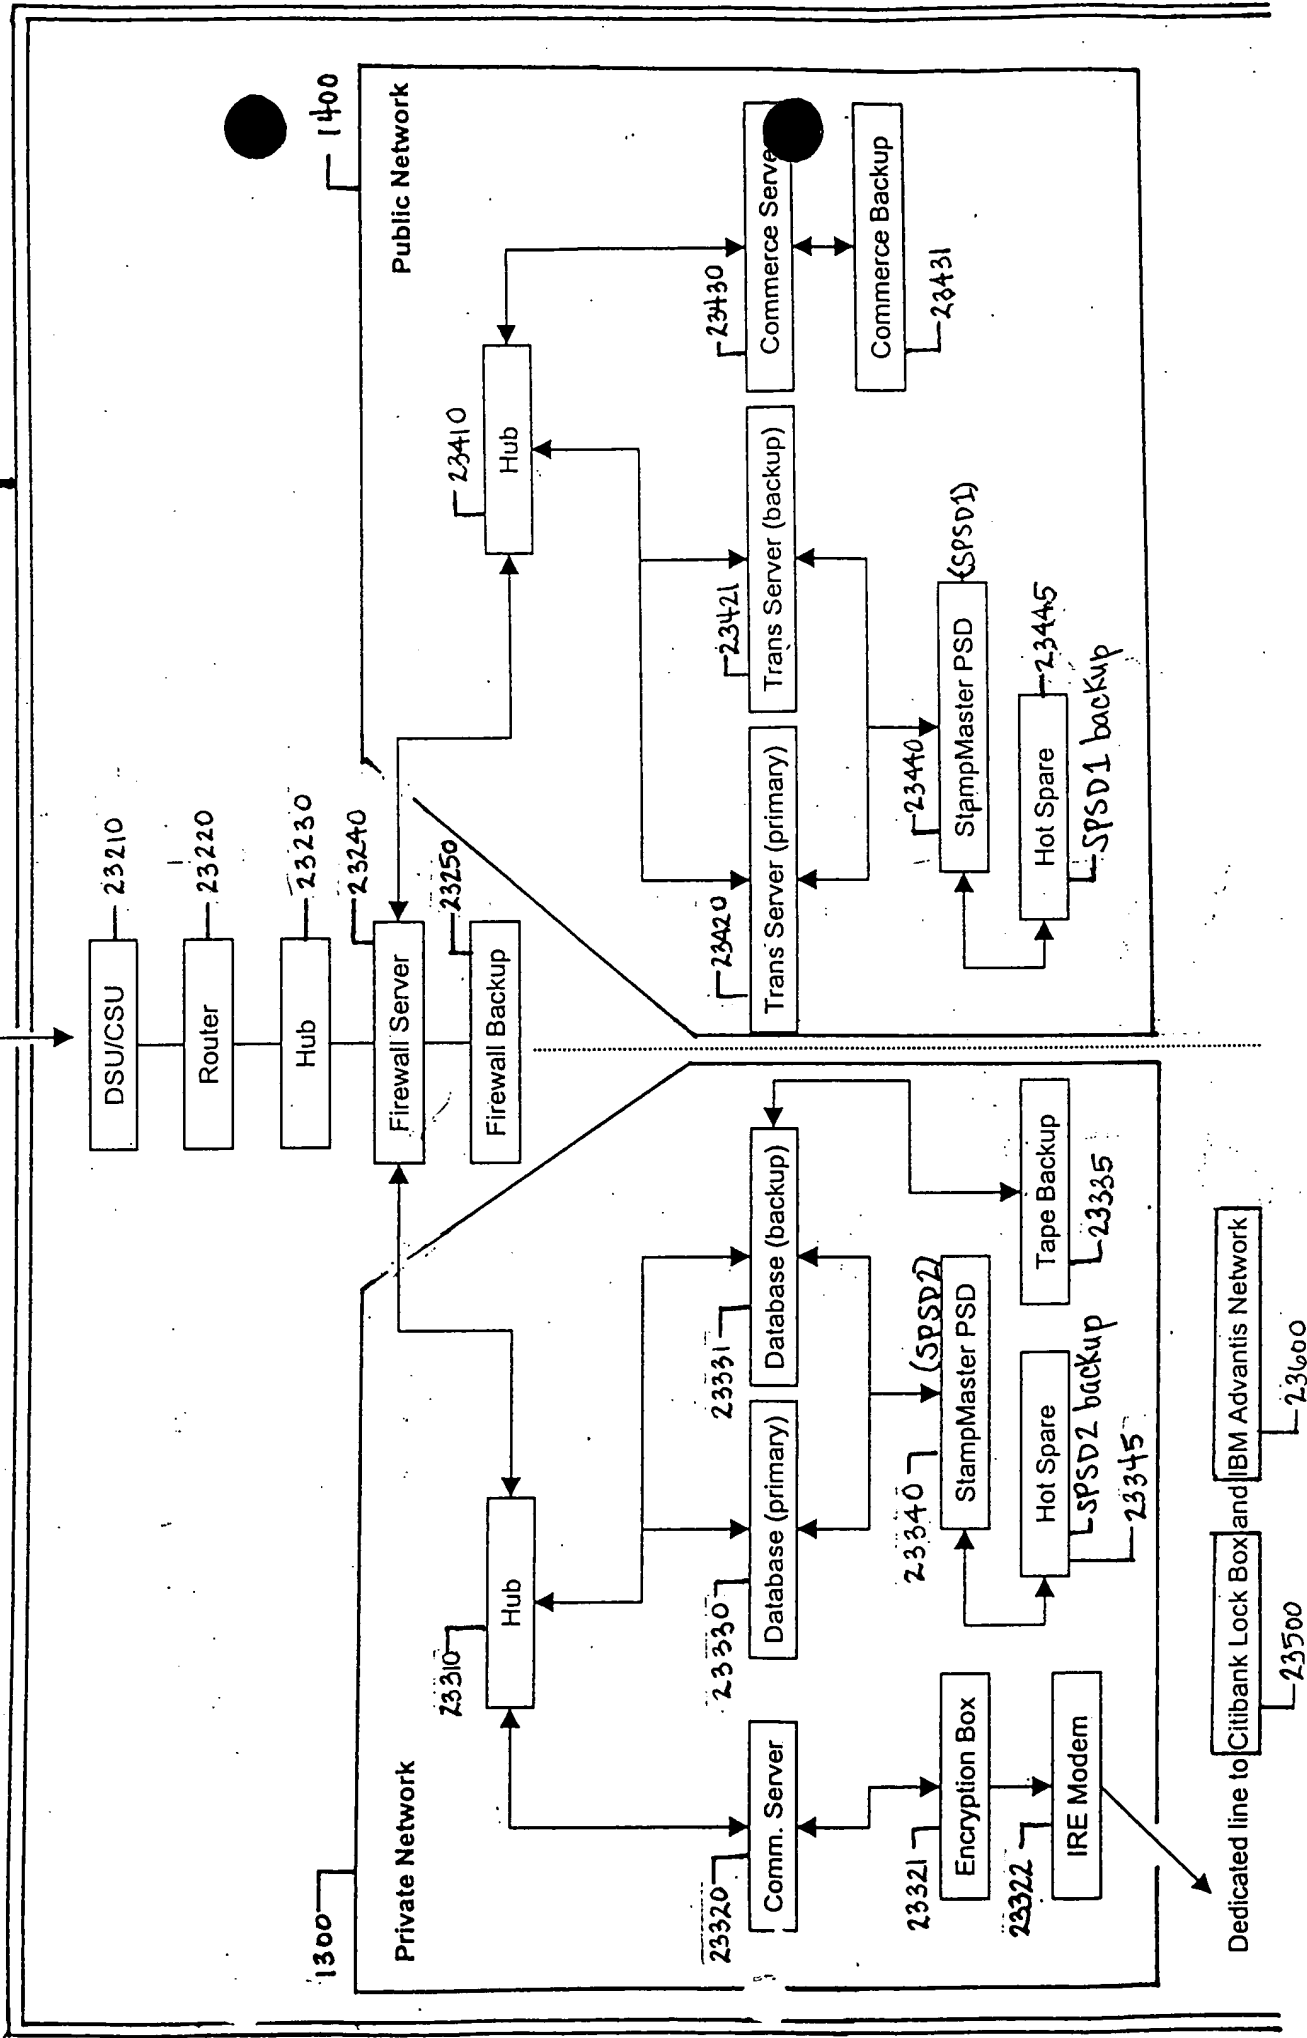 DSU/CSU
23210
Router
23220
Hub
23230
Firewall Server
23240
Firewall Backup
23250
1300
Private Network
1400
Public Network
23310
Hub
23410
Hub
23320
Comm. Server
23330
Database (primary)
23331
Database (backup)
23420
Trans Server (primary)
23421
Trans Server (backup)
23430
Commerce Serve
23321
Encryption Box
23340
(SPSD2)
StampMaster PSD
23440
StampMaster PSD
(SPSD1)
Commerce Backup
23431
23322
IRE Modem
Hot Spare
SPSD2 backup
23345
Tape Backup
23335
Hot Spare
23445
SPSD1 backup
Dedicated line to Citibank Lock Box and IBM Advantis Network
23500
23600